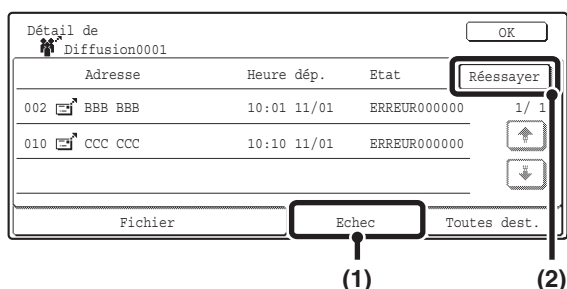 Détail de
Diffusion0001
OK
Adresse Heure dép. Etat Réessayer
002 BBB BBB 10:01 11/01 ERREUR000000 1/ 1
010 CCC CCC 10:10 11/01 ERREUR000000
Fichier Echec Toutes dest.
(1) (2)